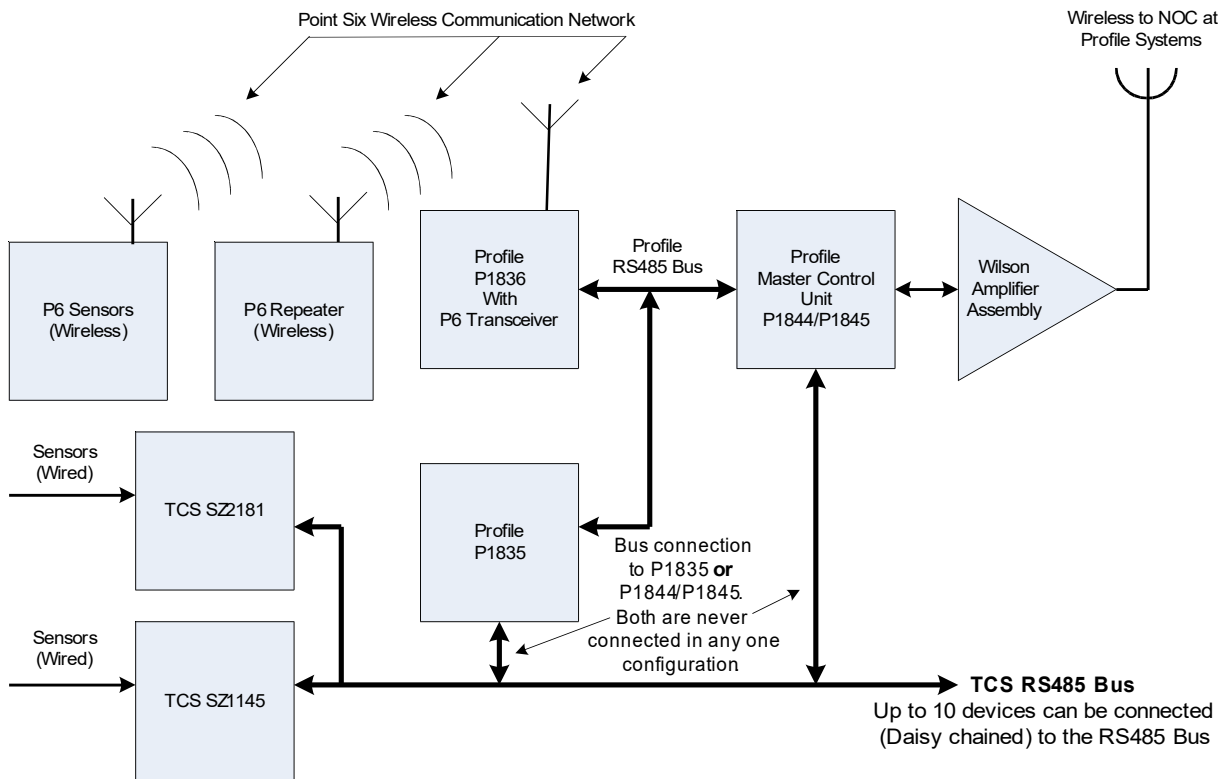 Point Six Wireless Communication Network
Wireless to NOC at
Profile Systems
P6 Sensors
(Wireless)
P6 Repeater
(Wireless)
Profile
P1836
With
P6 Transceiver
Profile
RS485 Bus
Profile
Master Control
Unit
P1844/P1845
Wilson
Amplifier
Assembly
Sensors
(Wired)
TCS SZ2181
Profile
P1835
Bus connection
to P1835 or
P1844/P1845.
Both are never
connected in any one
configuration.
Sensors
(Wired)
TCS SZ1145
TCS RS485 Bus
Up to 10 devices can be connected
(Daisy chained) to the RS485 Bus